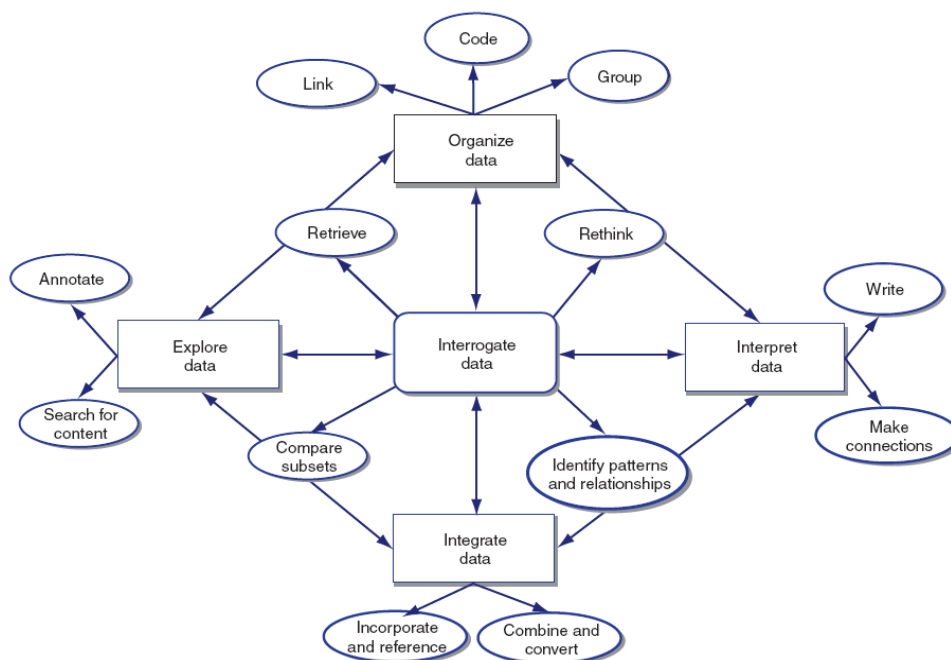 Code
Link
Group
Organize
data
Retrieve
Rethink
Annotate
Write
Explore
data
Interrogate
data
Interpret
data
Search for
content
Compare
subsets
Identify patterns
and relationships
Make
connections
Integrate
data
Incorporate
and reference
Combine and
convert